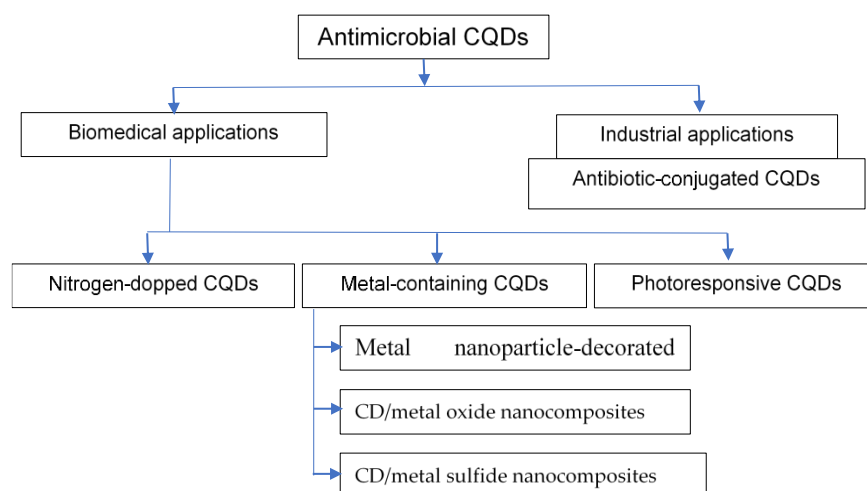 Antimicrobial CQDs
Biomedical applications
Industrial applications
Antibiotic-conjugated CQDs
Nitrogen-dopped CQDs
Metal-containing CQDs
Photoresponsive CQDs
Metal nanoparticle-decorated
CD/metal oxide nanocomposites
CD/metal sulfide nanocomposites